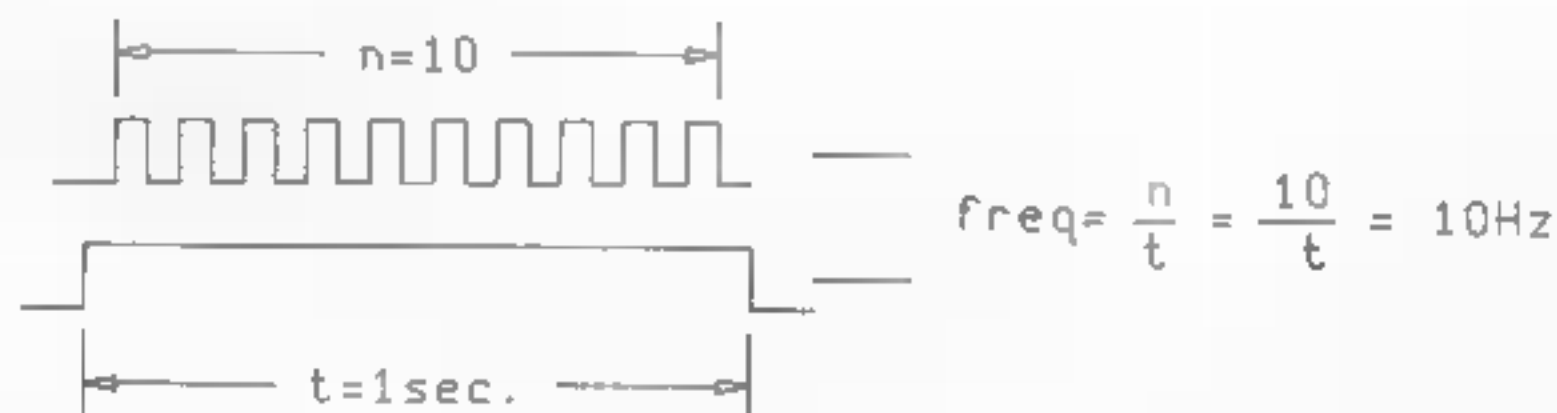 n=10
freq= n/t = 10/t = 10Hz
t=1sec.